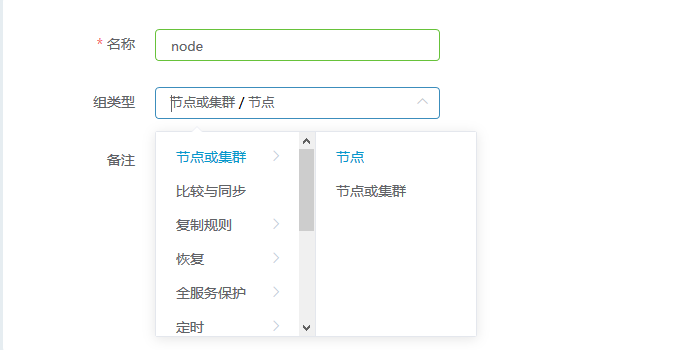 * 名称
node
组类型
节点或集群 / 节点
备注
节点或集群
节点
比较与同步
节点或集群
复制规则
恢复
全服务保护
定时